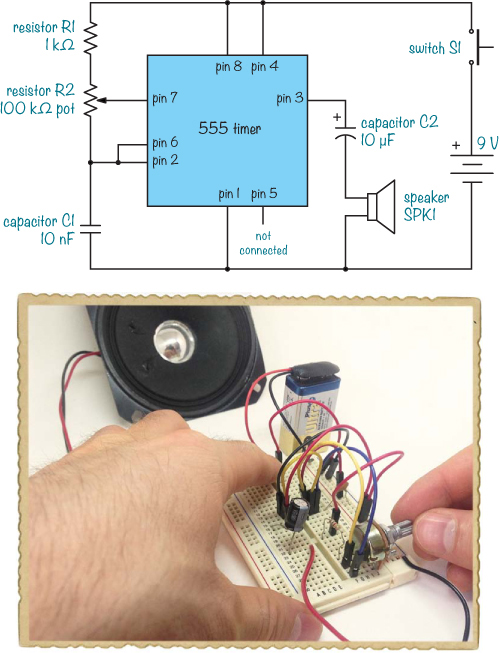 resistor R1
1 kΩ
resistor R2
100 kΩ pot
capacitor C1
10 nF
pin 8 pin 4
pin 7
pin 3
555 timer
pin 6
pin 2
pin 1 pin 5
not
connected
+
capacitor C2
10 µF
speaker
SPK1
switch S1
+ 9 V
A B C D E